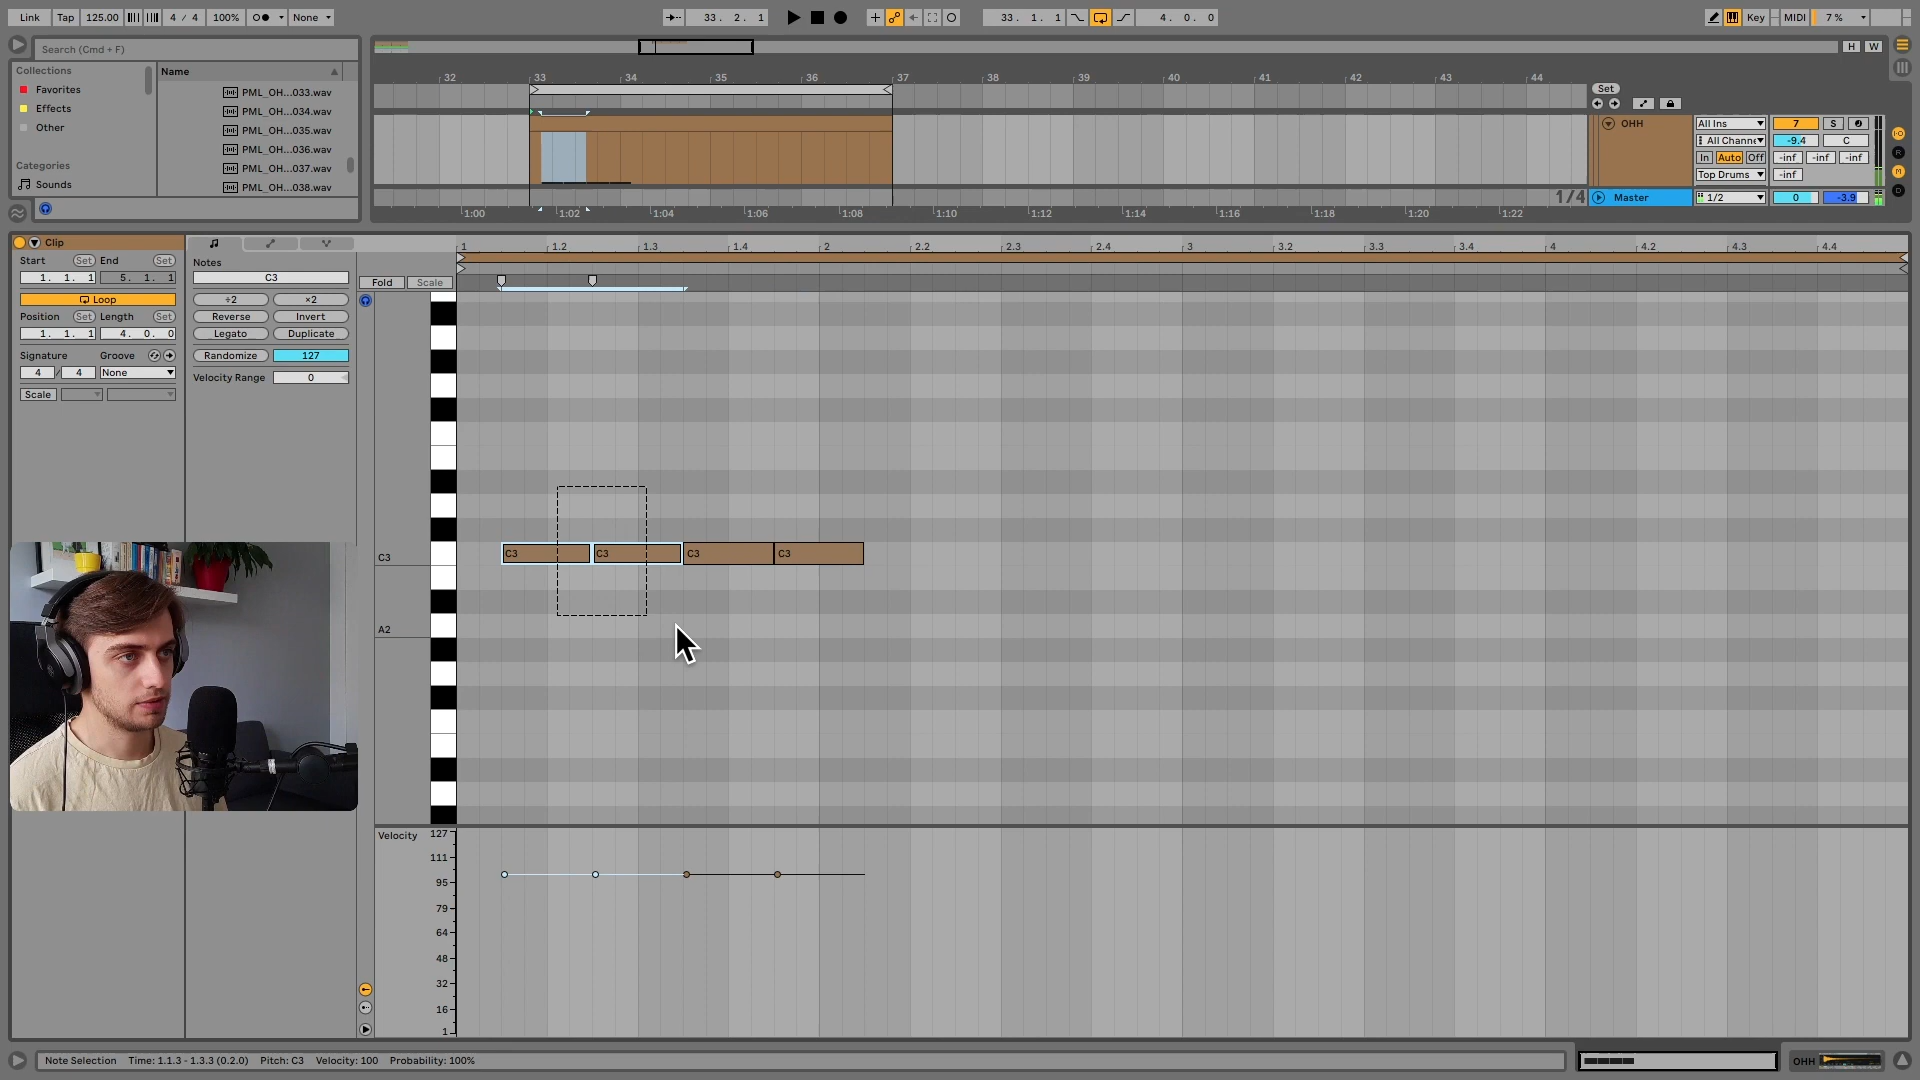 Link Tap 125.00 4 / 4 100% None 33. 2. 1 33. 1. 1 4. 0. 0 Key MIDI 7 %
Search (Cmd + F)
H W
Collections Name
Favorites PML_OH...033.wav
Effects PML_OH...034.wav
Other PML_OH...035.wav
PML_OH...036.wav
Categories PML_OH...037.wav
Sounds PML_OH...038.wav
32 33 34 35 36 37 38 39 40 41 42 43 44
Set
OHH All Ins 7 S
All Channe -9.4 C
In Auto Off -inf -inf -inf
Top Drums -inf
1/4 Master 1/2 0 -3.9
1:00 1:02 1:04 1:06 1:08 1:10 1:12 1:14 1:16 1:18 1:20 1:22
Clip
Start Set End Set
1. 1. 1 5. 1. 1
Loop
Position Set Length Set
1. 1. 1 4. 0. 0
Signature Groove
4 / 4 None
Scale
Notes
C3
÷2 ×2
Reverse Invert
Legato Duplicate
Randomize 127
Velocity Range 0
1 1.2 1.3 1.4 2 2.2 2.3 2.4 3 3.2 3.3 3.4 4 4.2 4.3 4.4
Fold Scale
C3 C3 C3 C3 C3
A2
Velocity 127
111
95
79
64
48
32
16
1
Note Selection Time: 1.1.3 - 1.3.3 (0.2.0) Pitch: C3 Velocity: 100 Probability: 100%
OHH